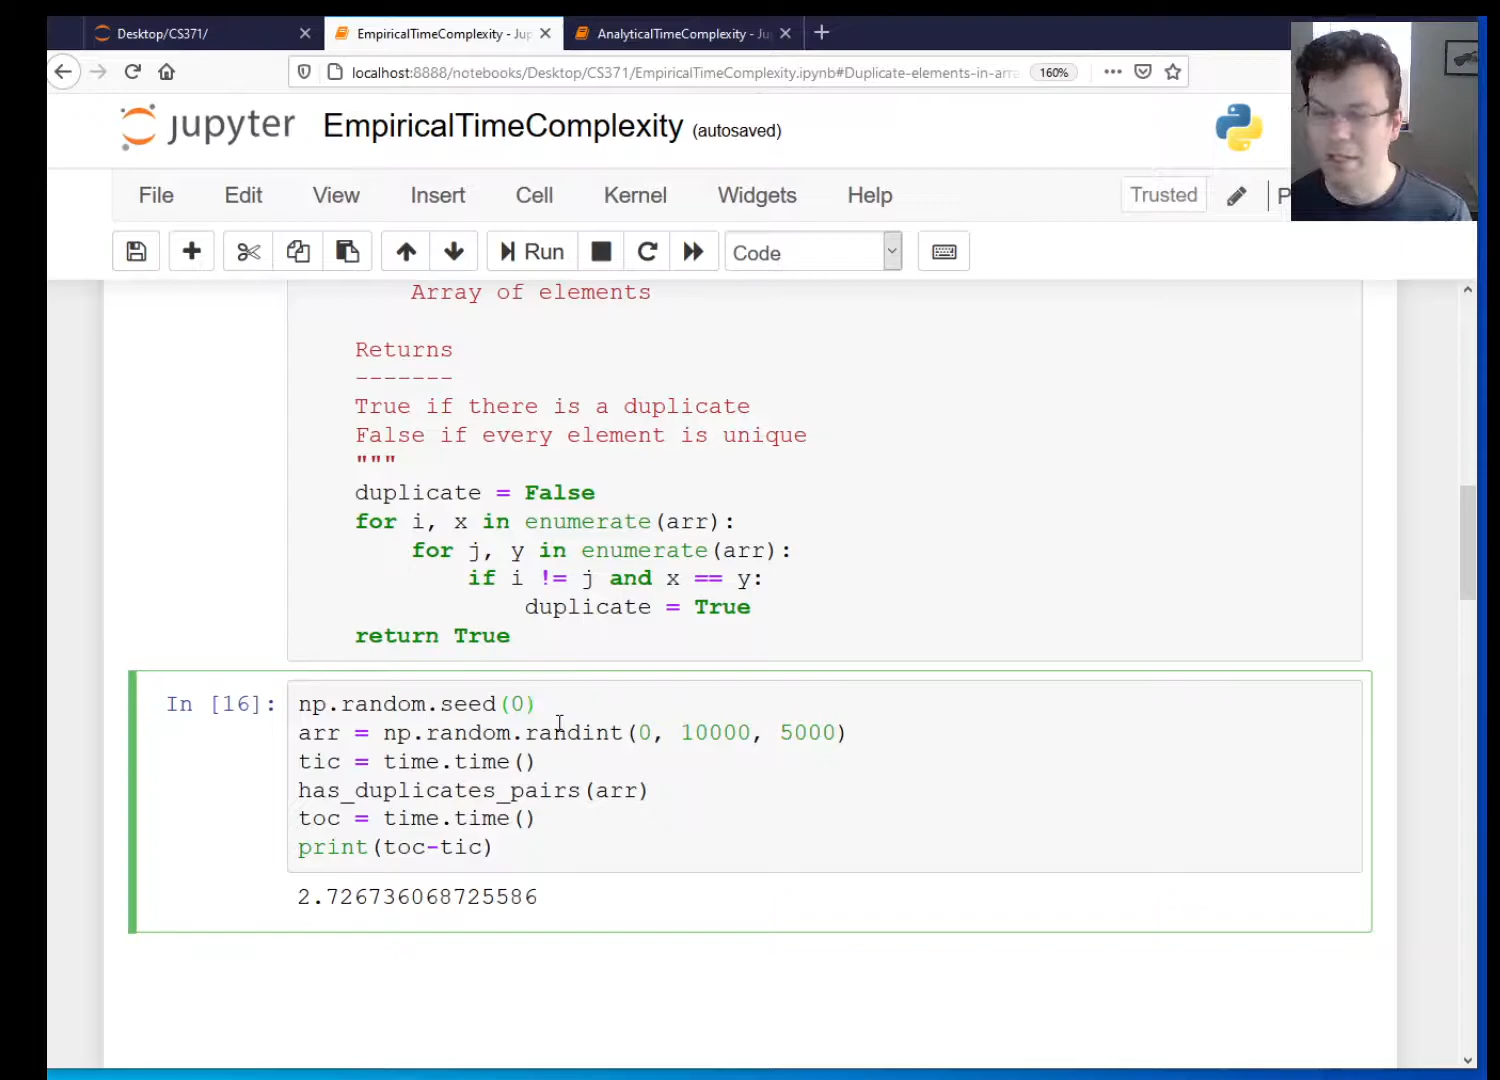 Desktop/CS371/
EmpiricalTimeComplexity - Jup
AnalyticalTimeComplexity - Ju
localhost:8888/notebooks/Desktop/CS371/EmpiricalTimeComplexity.ipynb#Duplicate-elements-in-arra
160%
jupyter EmpiricalTimeComplexity (autosaved)
File Edit View Insert Cell Kernel Widgets Help
Trusted
P
Run
Code
Array of elements
Returns
-------
True if there is a duplicate
False if every element is unique
"""
duplicate = False
for i, x in enumerate(arr):
for j, y in enumerate(arr):
if i != j and x == y:
duplicate = True
return True
In [16]:
np.random.seed(0)
arr = np.random.randint(0, 10000, 5000)
tic = time.time()
has_duplicates_pairs(arr)
toc = time.time()
print(toc-tic)
2.726736068725586